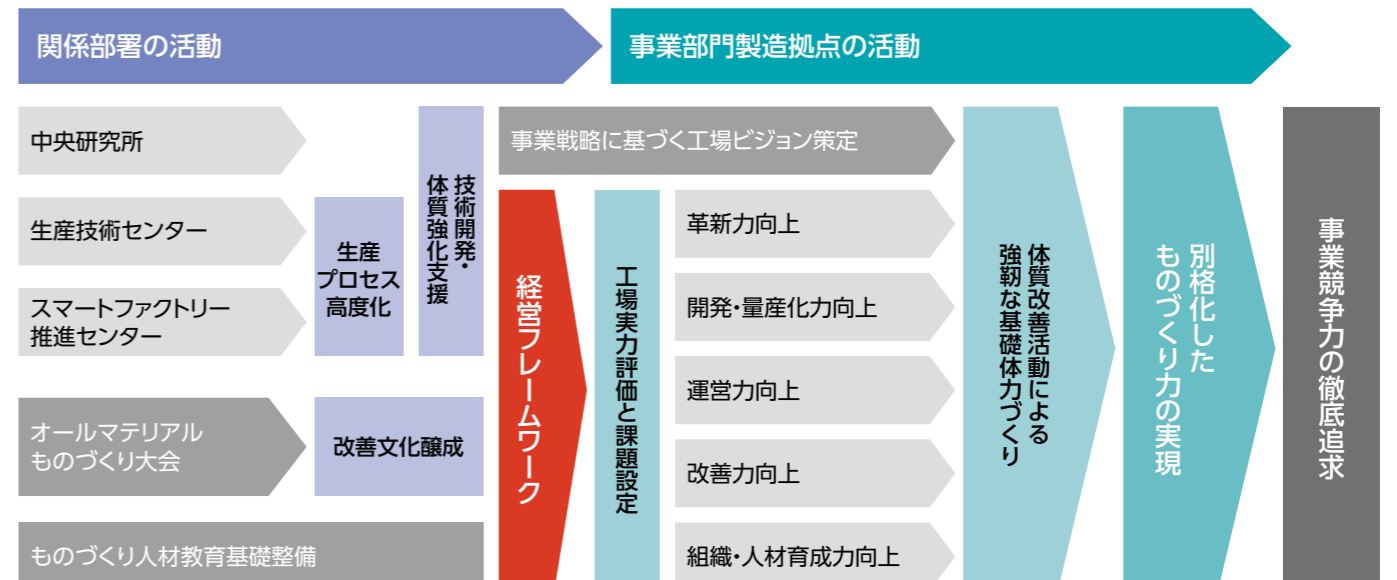 関係部署の活動
事業部門製造拠点の活動
中央研究所
生産技術センター
スマートファクトリー
推進センター
生産
プロセス
高度化
技術開発・
体質強化支援
オールマテリアル
ものづくり大会
改善文化醸成
ものづくり人材教育基礎整備
事業戦略に基づく工場ビジョン策定
経営フレームワーク
工場実力評価と課題設定
革新力向上
開発・量産化力向上
運営力向上
改善力向上
組織・人材育成力向上
体質改善活動による
強靭な基礎体力づくり
別格化した
ものづくり力の実現
事業競争力の徹底追求